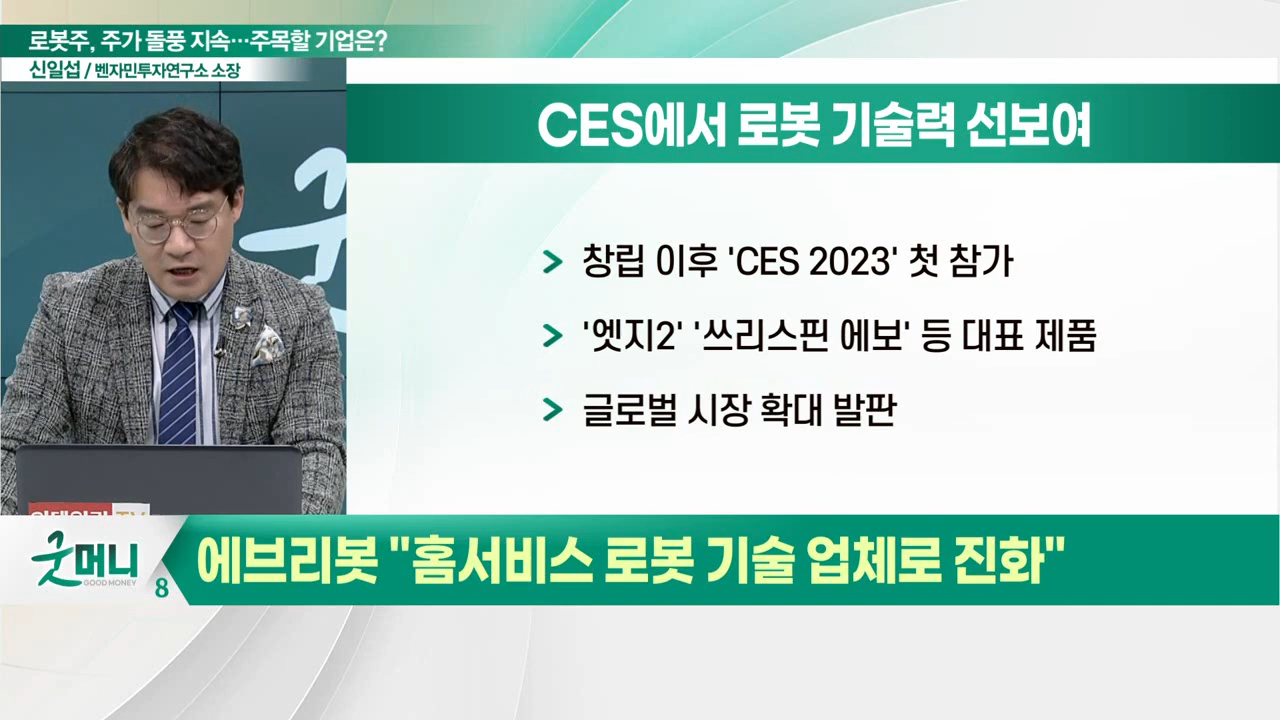 로봇주, 주가 돌풍 지속…주목할 기업은?
신일섭 / 벤자민투자연구소 소장
CES에서 로봇 기술력 선보여
> 창립 이후 'CES 2023' 첫 참가
> '엣지2' '쓰리스핀 에보' 등 대표 제품
> 글로벌 시장 확대 발판
굿머니
GOOD MONEY
8
에브리봇 "홈서비스 로봇 기술 업체로 진화"